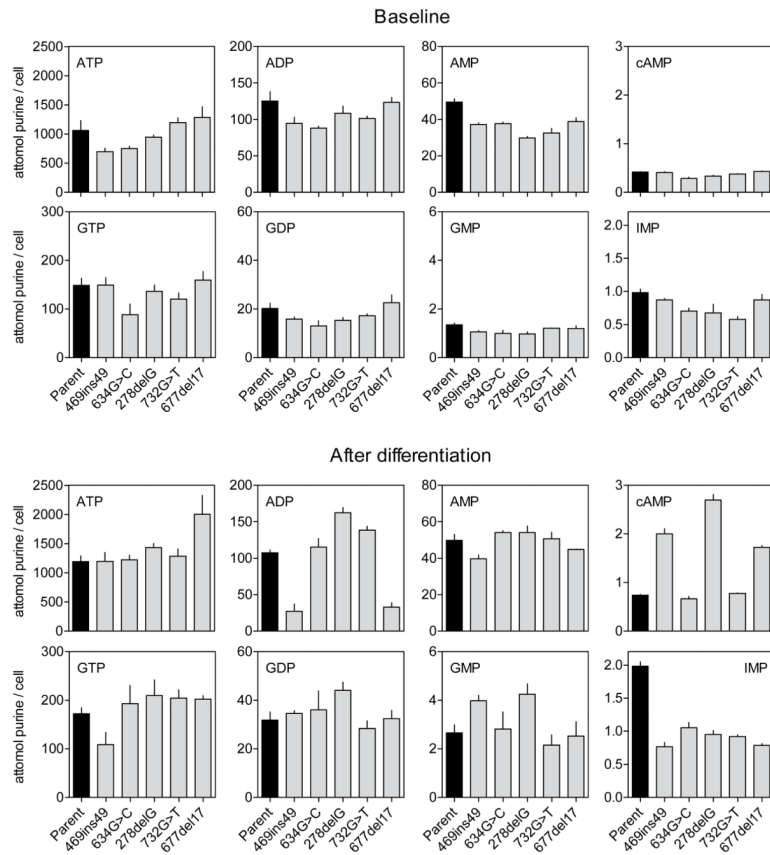 Baseline
ATP
ADP
AMP
cAMP
attomol purine / cell
2500
2000
1500
1000
500
0
200
150
100
50
0
80
60
40
20
0
3
2
1
0
GTP
GDP
GMP
IMP
attomol purine / cell
300
200
100
0
60
40
20
0
6
4
2
0
2.0
1.5
1.0
0.5
0.0
Parent
469ins49
634G>C
278delG
732G>T
677del17
Parent
469ins49
634G>C
278delG
732G>T
677del17
Parent
469ins49
634G>C
278delG
732G>T
677del17
Parent
469ins49
634G>C
278delG
732G>T
677del17
After differentiation
ATP
ADP
AMP
cAMP
attomol purine / cell
2500
2000
1500
1000
500
0
200
150
100
50
0
80
60
40
20
0
3
2
1
0
GTP
GDP
GMP
IMP
attomol purine / cell
300
200
100
0
60
40
20
0
6
4
2
0
2.0
1.5
1.0
0.5
0.0
Parent
469ins49
634G>C
278delG
732G>T
677del17
Parent
469ins49
634G>C
278delG
732G>T
677del17
Parent
469ins49
634G>C
278delG
732G>T
677del17
Parent
469ins49
634G>C
278delG
732G>T
677del17